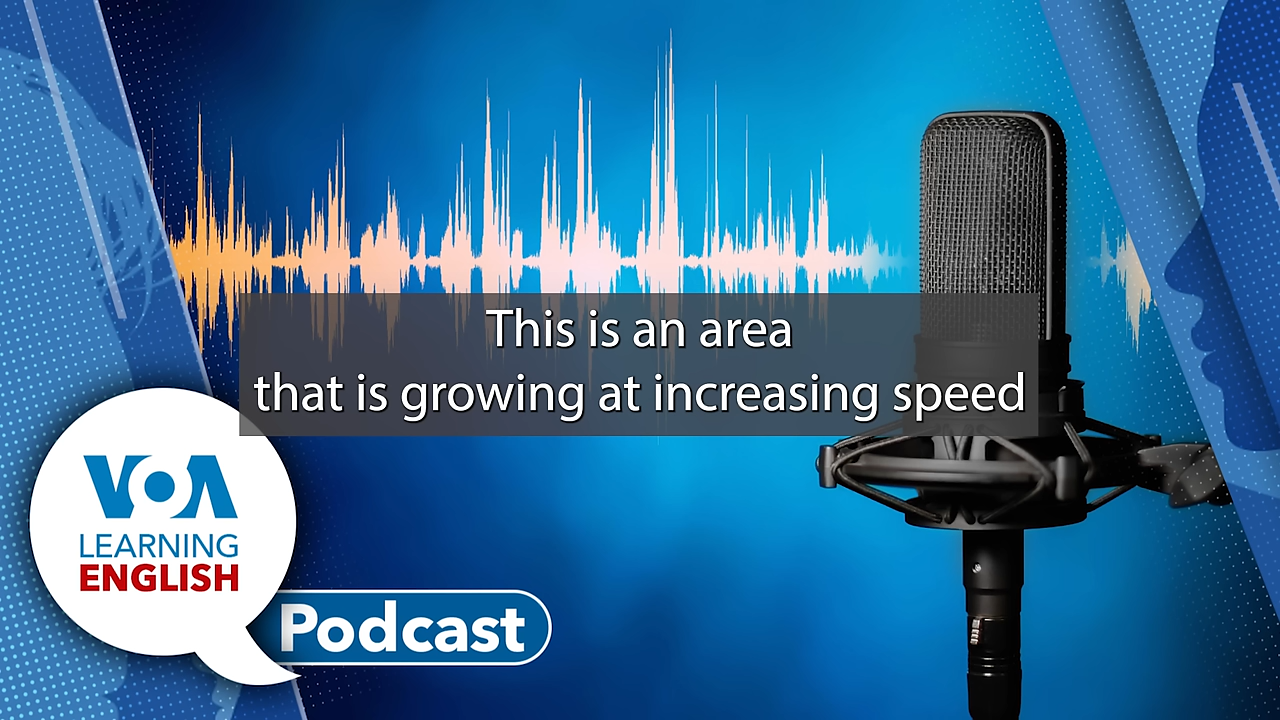 This is an area
that is growing at increasing speed
VOA
LEARNING
ENGLISH
Podcast